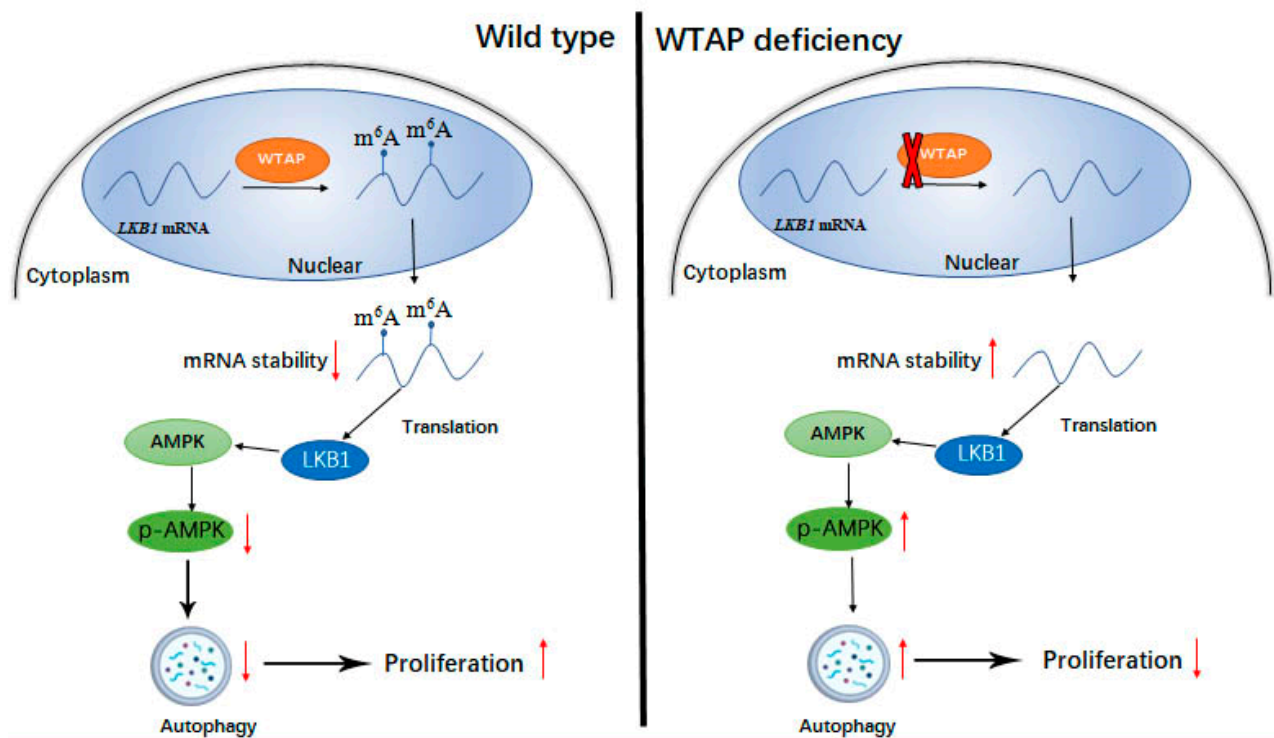 Wild type
m⁶A m⁶A
WTAP
LKB1 mRNA
Nuclear
Cytoplasm
m⁶A m⁶A
mRNA stability
Translation
AMPK
LKB1
p-AMPK
Proliferation
Autophagy
WTAP deficiency
WTAP
LKB1 mRNA
Nuclear
Cytoplasm
mRNA stability
Translation
AMPK
LKB1
p-AMPK
Proliferation
Autophagy